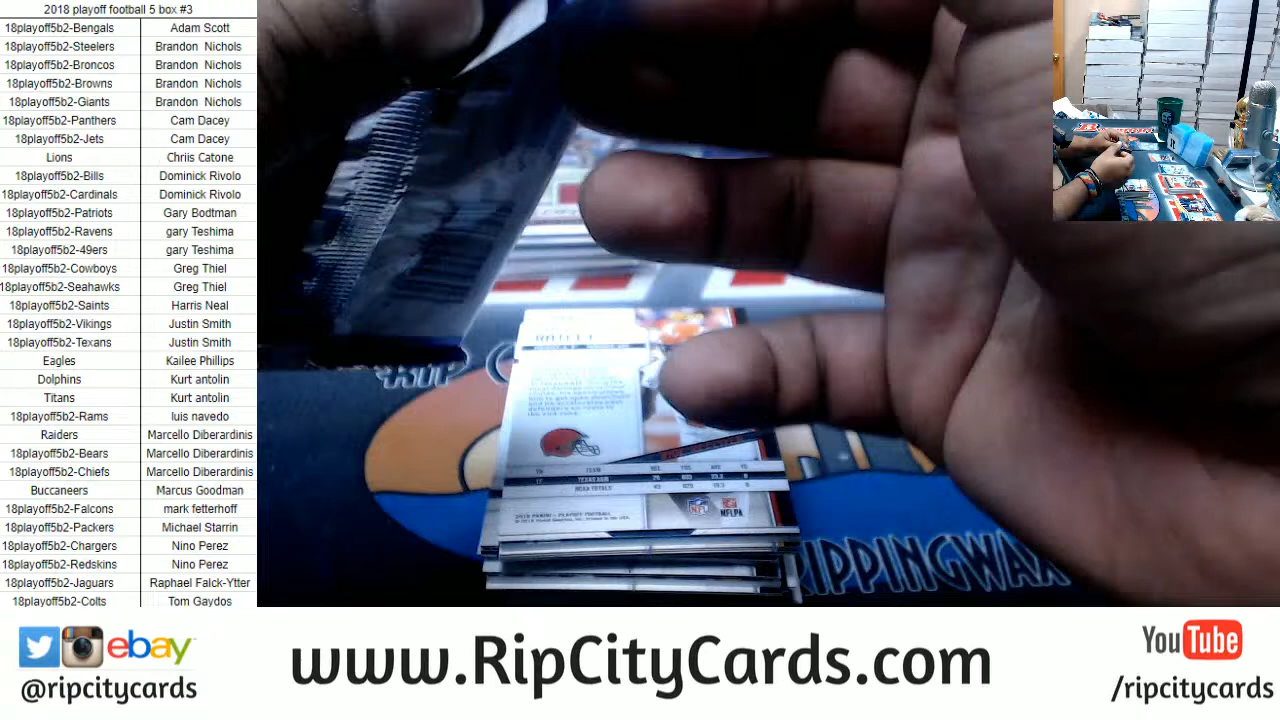 2018 playoff football 5 box #3
18playoff5b2-Bengals Adam Scott
18playoff5b2-Steelers Brandon Nichols
18playoff5b2-Broncos Brandon Nichols
18playoff5b2-Browns Brandon Nichols
18playoff5b2-Giants Brandon Nichols
18playoff5b2-Panthers Cam Dacey
18playoff5b2-Jets Cam Dacey
Lions Chriis Catone
18playoff5b2-Bills Dominick Rivolo
18playoff5b2-Cardinals Dominick Rivolo
18playoff5b2-Patriots Gary Bodtman
18playoff5b2-Ravens gary Teshima
18playoff5b2-49ers gary Teshima
18playoff5b2-Cowboys Greg Thiel
18playoff5b2-Seahawks Greg Thiel
18playoff5b2-Saints Harris Neal
18playoff5b2-Vikings Justin Smith
18playoff5b2-Texans Justin Smith
Eagles Kailee Phillips
Dolphins Kurt antolin
Titans Kurt antolin
18playoff5b2-Rams luis navedo
Raiders Marcello Diberardinis
18playoff5b2-Bears Marcello Diberardinis
18playoff5b2-Chiefs Marcello Diberardinis
Buccaneers Marcus Goodman
18playoff5b2-Falcons mark fetterhoff
18playoff5b2-Packers Michael Starrin
18playoff5b2-Chargers Nino Perez
18playoff5b2-Redskins Nino Perez
18playoff5b2-Jaguars Raphael Falck-Ytter
18playoff5b2-Colts Tom Gaydos
NFL NFLPA
RIPPINGWAX
ebay
@ripcitycards
www.RipCityCards.com
YouTube
/ripcitycards